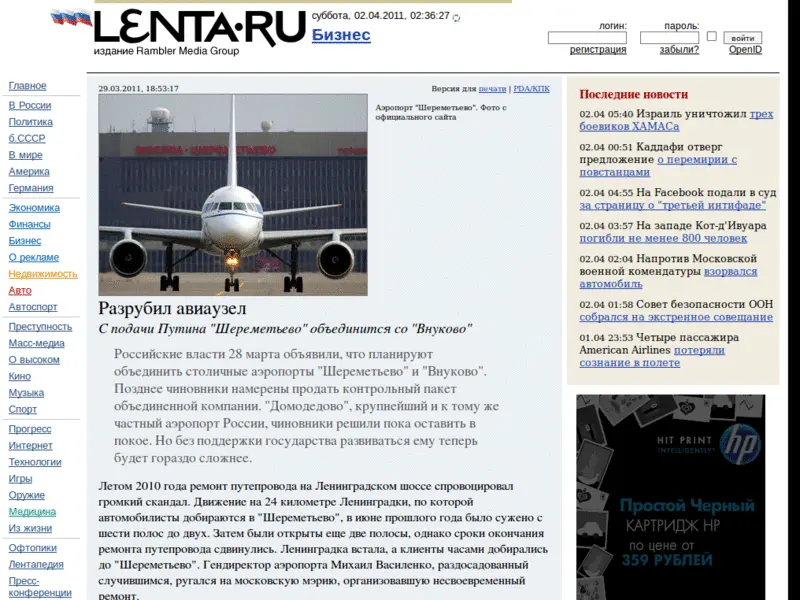 LENTA·RU
издание Rambler Media Group
суббота, 02.04.2011, 02:36:27
Бизнес
логин:
пароль:
войти
регистрация
забыли?
OpenID
Главное
В России
Политика
б.СССР
В мире
Америка
Германия
Экономика
Финансы
Бизнес
О рекламе
Недвижимость
Авто
Автоспорт
Преступность
Масс-медиа
О высоком
Кино
Музыка
Спорт
Прогресс
Интернет
Технологии
Игры
Оружие
Медицина
Из жизни
Офтопики
Лентапедия
Пресс-
конференции
29.03.2011, 18:53:17
Версия для печати | PDA/КПК
Аэропорт "Шереметьево". Фото с
официального сайта
Разрубил авиаузел
С подачи Путина "Шереметьево" объединится со "Внуково"
Российские власти 28 марта объявили, что планируют
объединить столичные аэропорты "Шереметьево" и "Внуково".
Позднее чиновники намерены продать контрольный пакет
объединенной компании. "Домодедово", крупнейший и к тому же
частный аэропорт России, чиновники решили пока оставить в
покое. Но без поддержки государства развиваться ему теперь
будет гораздо сложнее.
Летом 2010 года ремонт путепровода на Ленинградском шоссе спровоцировал
громкий скандал. Движение на 24 километре Ленинградки, по которой
автомобилисты добираются в "Шереметьево", в июне прошлого года было сужено с
шести полос до двух. Затем были открыты еще две полосы, однако сроки окончания
ремонта путепровода сдвинулись. Ленинградка встала, а клиенты часами добирались
до "Шереметьево". Гендиректор аэропорта Михаил Василенко, раздосадованный
случившимся, ругался на московскую мэрию, организовавшую несвоевременный
ремонт.
Последние новости
02.04 05:40 Израиль уничтожил трех
боевиков ХАМАСа
02.04 00:51 Каддафи отверг
предложение о перемирии с
повстанцами
02.04 04:55 На Facebook подали в суд
за страницу о "третьей интифаде"
02.04 03:57 На западе Кот-д'Ивуара
погибли не менее 800 человек
02.04 02:04 Напротив Московской
военной комендатуры взорвался
автомобиль
02.04 01:58 Совет безопасности ООН
собрался на экстренное совещание
01.04 23:53 Четыре пассажира
American Airlines потеряли
сознание в полете
HIT PRINT
INTELLIGENTLY
hp
Простой Черный
КАРТРИДЖ HP
по цене от
359 РУБЛЕЙ